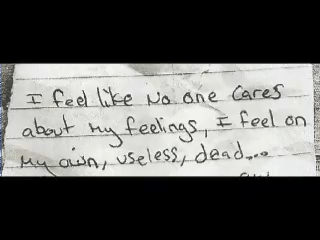 I feel like No one Cares
about My feelings, I feel on
My own, useless, dead....